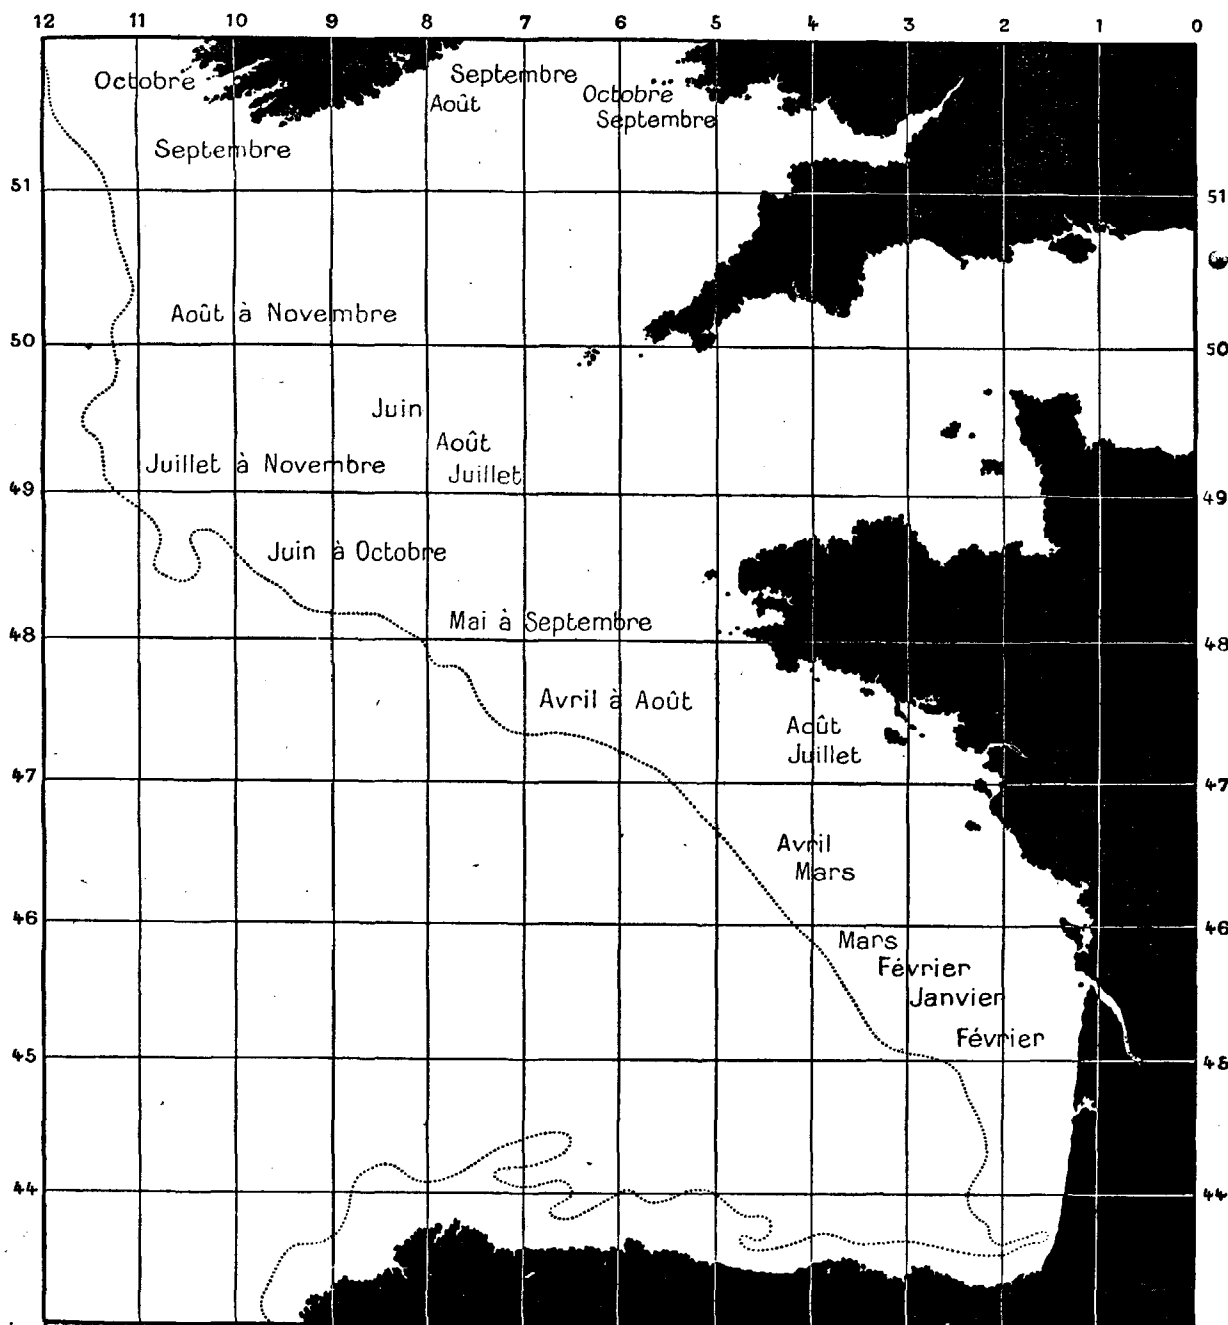 12 11 10 9 8 7 6 5 4 3 2 1 0
Septembre
Octobre
Août
Octobre
Septembre
Septembre
51 51
Août à Novembre
50 50
Juin
Août
Juillet à Novembre
Juillet
49 49
Juin à Octobre
Mai à Septembre
48 48
Avril à Août
Août
Juillet
47 47
Avril
Mars
46 46
Mars
Février
Janvier
Février
45 45
44 44